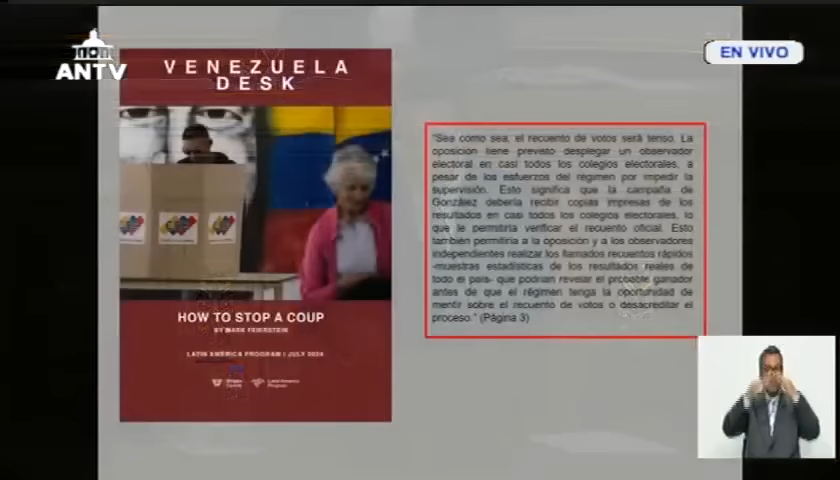 ANTV
EN VIVO
VENEZUELA
DESK
HOW TO STOP A COUP
BY MARK FEIERSTEIN
LATIN AMERICA PROGRAM | JULY 2024
Wilson
Center
Latin America
Program
"Sea como sea, el recuento de votos será tenso. La
oposición tiene previsto desplegar un observador
electoral en casi todos los colegios electorales, a
pesar de los esfuerzos del régimen por impedir la
supervisión. Esto significa que la campaña de
González debería recibir copias impresas de los
resultados en casi todos los colegios electorales, lo
que le permitiría verificar el recuento oficial. Esto
también permitiría a la oposición y a los observadores
independientes realizar los llamados recuentos rápidos
-muestras estadísticas de los resultados reales de
todo el país- que podrían revelar el probable ganador
antes de que el régimen tenga la oportunidad de
mentir sobre el recuento de votos o desacreditar el
proceso." (Página 3)